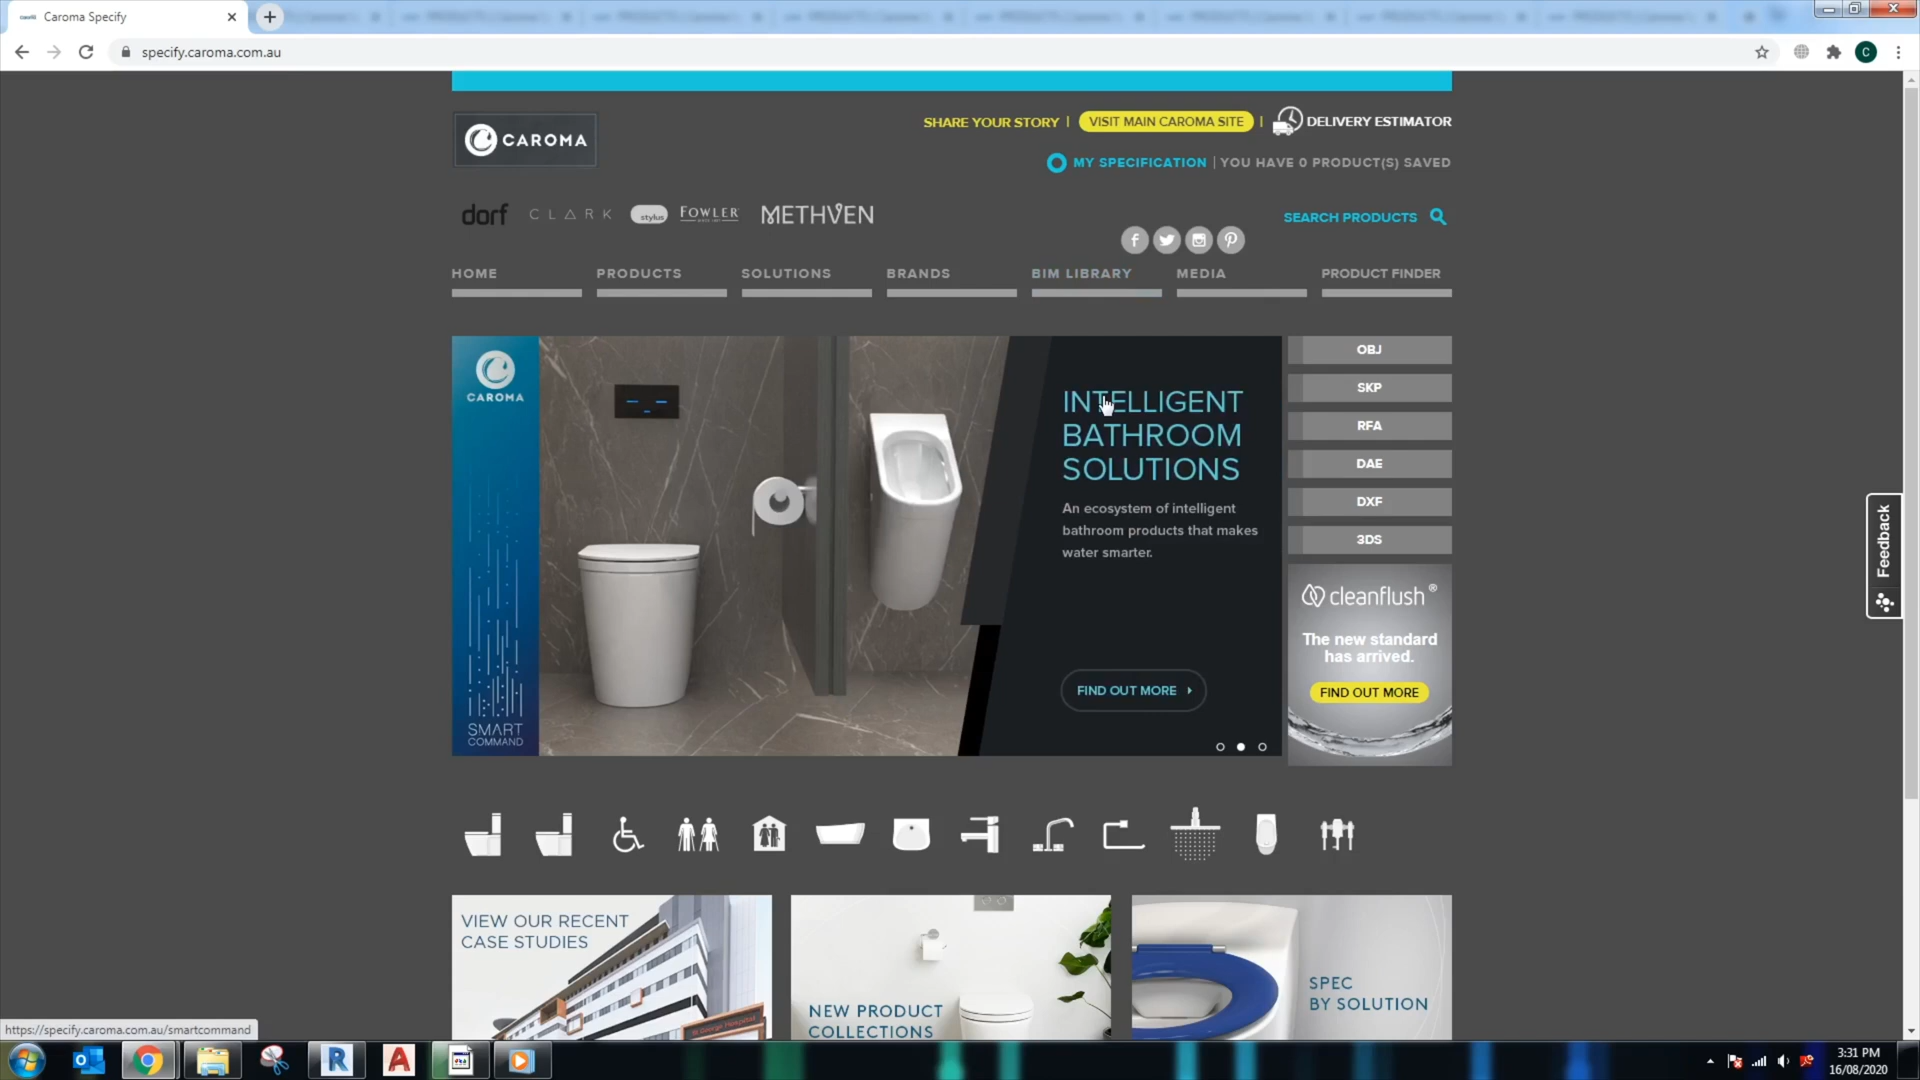 Caroma Specify
specify.caroma.com.au
CAROMA
SHARE YOUR STORY | VISIT MAIN CAROMA SITE | DELIVERY ESTIMATOR
MY SPECIFICATION | YOU HAVE 0 PRODUCT(S) SAVED
dorf CLARK stylus FOWLER METHVEN
SEARCH PRODUCTS
HOME PRODUCTS SOLUTIONS BRANDS BIM LIBRARY MEDIA PRODUCT FINDER
CAROMA
SMART
COMMAND
INTELLIGENT
BATHROOM
SOLUTIONS
An ecosystem of intelligent
bathroom products that makes
water smarter.
FIND OUT MORE
OBJ
SKP
RFA
DAE
DXF
3DS
cleanflush®
The new standard
has arrived.
FIND OUT MORE
Feedback
VIEW OUR RECENT
CASE STUDIES
St George Hospital
NEW PRODUCT
COLLECTIONS
SPEC
BY SOLUTION
https://specify.caroma.com.au/smartcommand
3:31 PM
16/08/2020